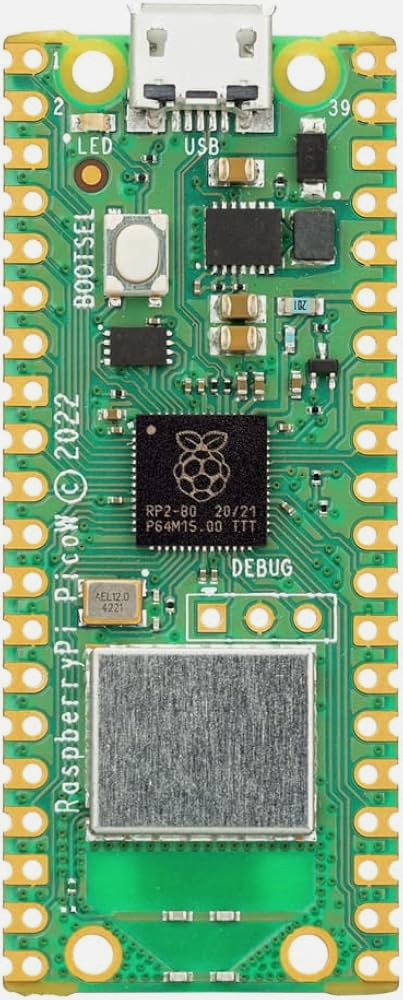 1
2
39
LED
USB
BOOTSEL
201
Raspberry Pi Pico W © 2022
RP2-B0 20/21
P64M15.00 TTT
DEBUG
AEL12.0
4221